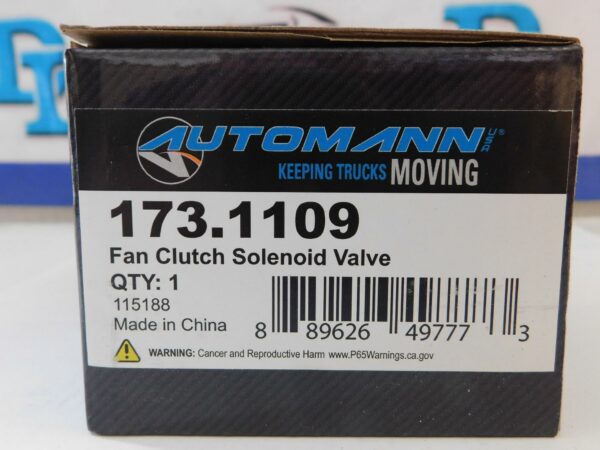 AUTOMANN USA®
KEEPING TRUCKS MOVING
173.1109
Fan Clutch Solenoid Valve
QTY: 1
115188
Made in China
8 89626 49777 3
WARNING: Cancer and Reproductive Harm www.P65Warnings.ca.gov